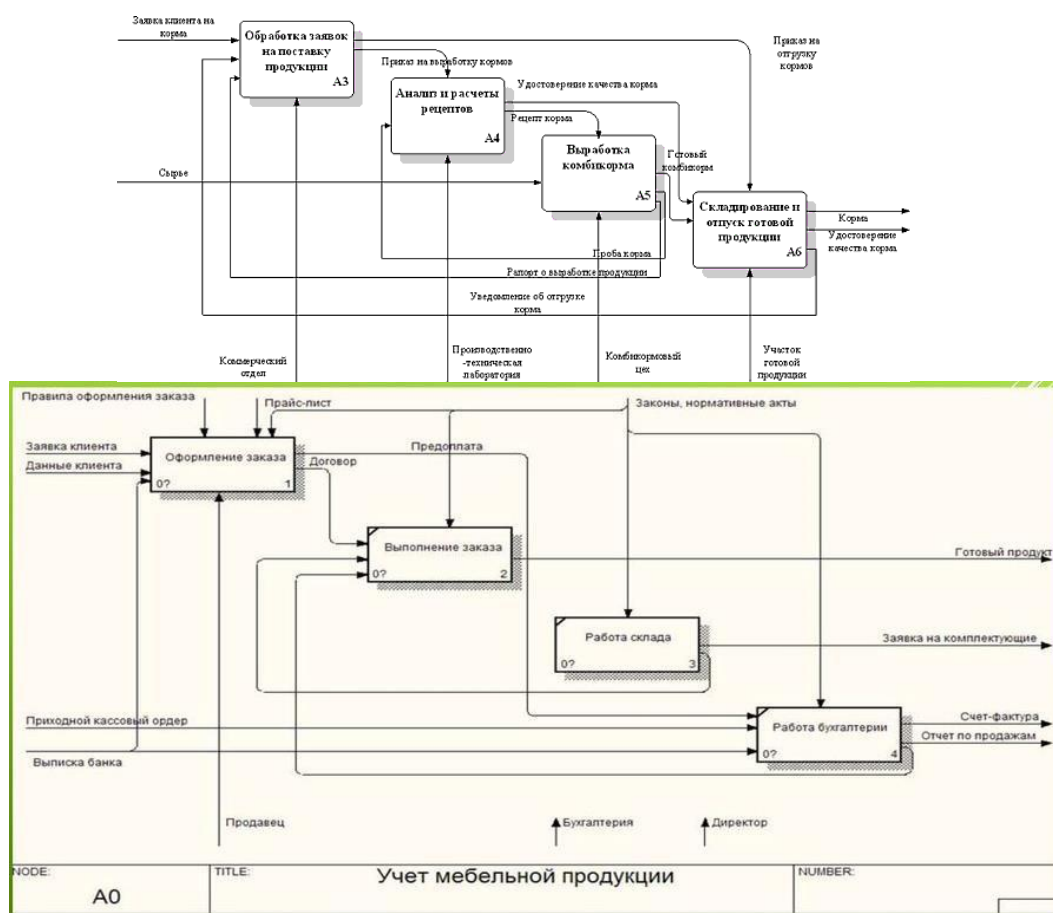 Заявка клиента на
корма
Обработка заявок
на поставку
продукции
А3
Приказ на
отгрузку
кормов
Приказ на выработку кормов
Анализ и расчеты
рецептов
А4
Удостоверение качества корма
Рецепт корма
Выработка
комбикорма
А5
Готовый
комбикорм
Сырье
Складирование и
отпуск готовой
продукции
А6
Корма
Удостоверение
качества корма
Проба корма
Рапорт о выработке продукции
Уведомление об отгрузке
корма
Коммерческий
отдел
Производственно
-техническая
лаборатория
Комбикормовый
цех
Участок
готовой
продукции
Правила оформления заказа
Прайс-лист
Законы, нормативные акты
Заявка клиента
Данные клиента
Оформление заказа
0? 1
Предоплата
Договор
Выполнение заказа
0? 2
Готовый продукт
Работа склада
0? 3
Заявка на комплектующие
Приходной кассовый ордер
Выписка банка
Работа бухгалтерии
0? 4
Счет-фактура
Отчет по продажам
Продавец
Бухгалтерия
Директор
NODE:
A0
TITLE:
Учет мебельной продукции
NUMBER: